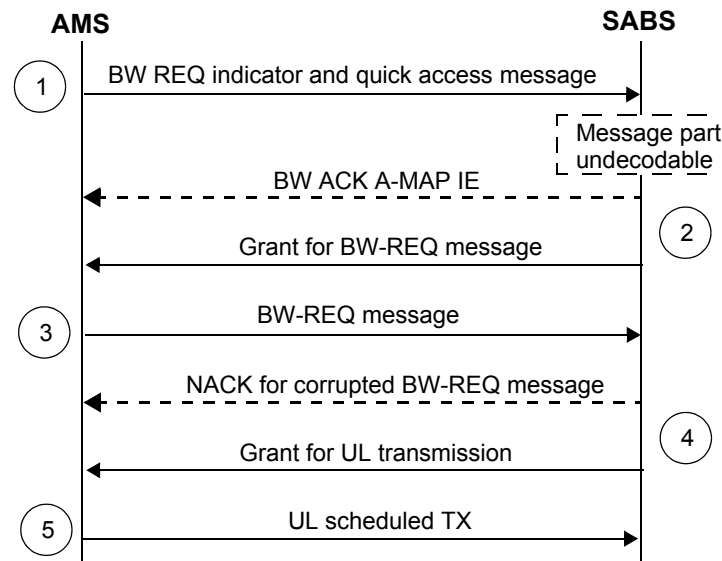 AMS
SABS
1
BW REQ indicator and quick access message
Message part
undecodable
BW ACK A-MAP IE
2
Grant for BW-REQ message
3
BW-REQ message
NACK for corrupted BW-REQ message
4
Grant for UL transmission
5
UL scheduled TX